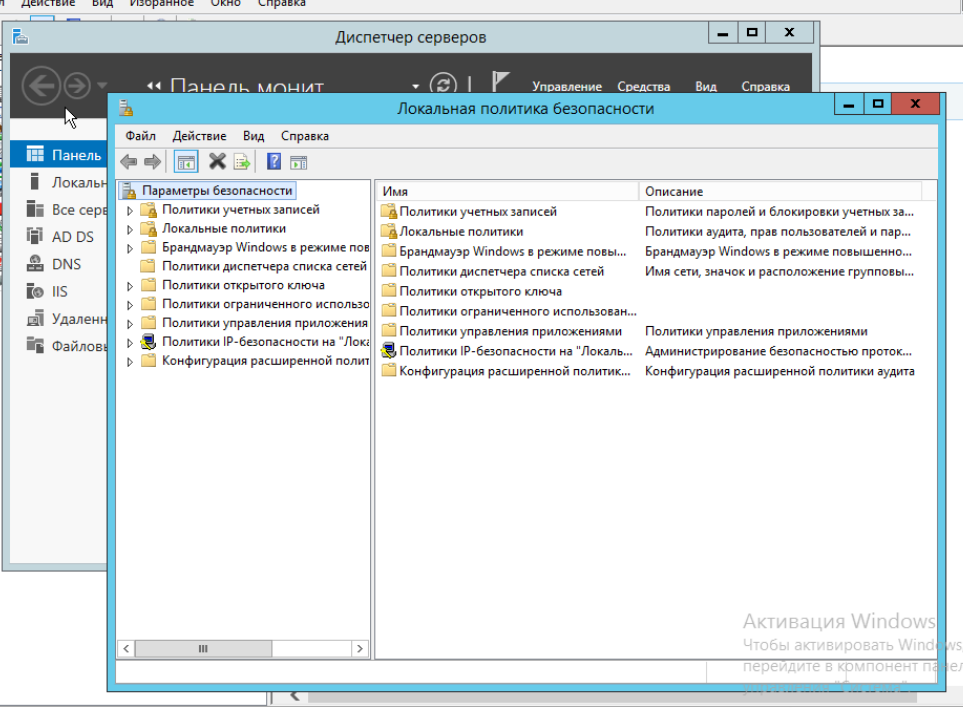 Действие Вид Избранное Окно Справка
Диспетчер серверов
Панель монит
Управление Средства Вид Справка
Локальная политика безопасности
Файл Действие Вид Справка
Панель
Локальн
Все серв
AD DS
DNS
IIS
Удаленн
Файловы
Параметры безопасности
Политики учетных записей
Локальные политики
Брандмауэр Windows в режиме пов
Политики диспетчера списка сетей
Политики открытого ключа
Политики ограниченного использо
Политики управления приложения
Политики IP-безопасности на "Лока
Конфигурация расширенной полит
Имя Описание
Политики учетных записей Политики паролей и блокировки учетных за...
Локальные политики Политики аудита, прав пользователей и пар...
Брандмауэр Windows в режиме повы... Брандмауэр Windows в режиме повышенно...
Политики диспетчера списка сетей Имя сети, значок и расположение групповы...
Политики открытого ключа
Политики ограниченного использован...
Политики управления приложениями Политики управления приложениями
Политики IP-безопасности на "Локаль... Администрирование безопасностью проток...
Конфигурация расширенной политик... Конфигурация расширенной политики аудита
Активация Windows
Чтобы активировать Windows,
перейдите в компонент панел